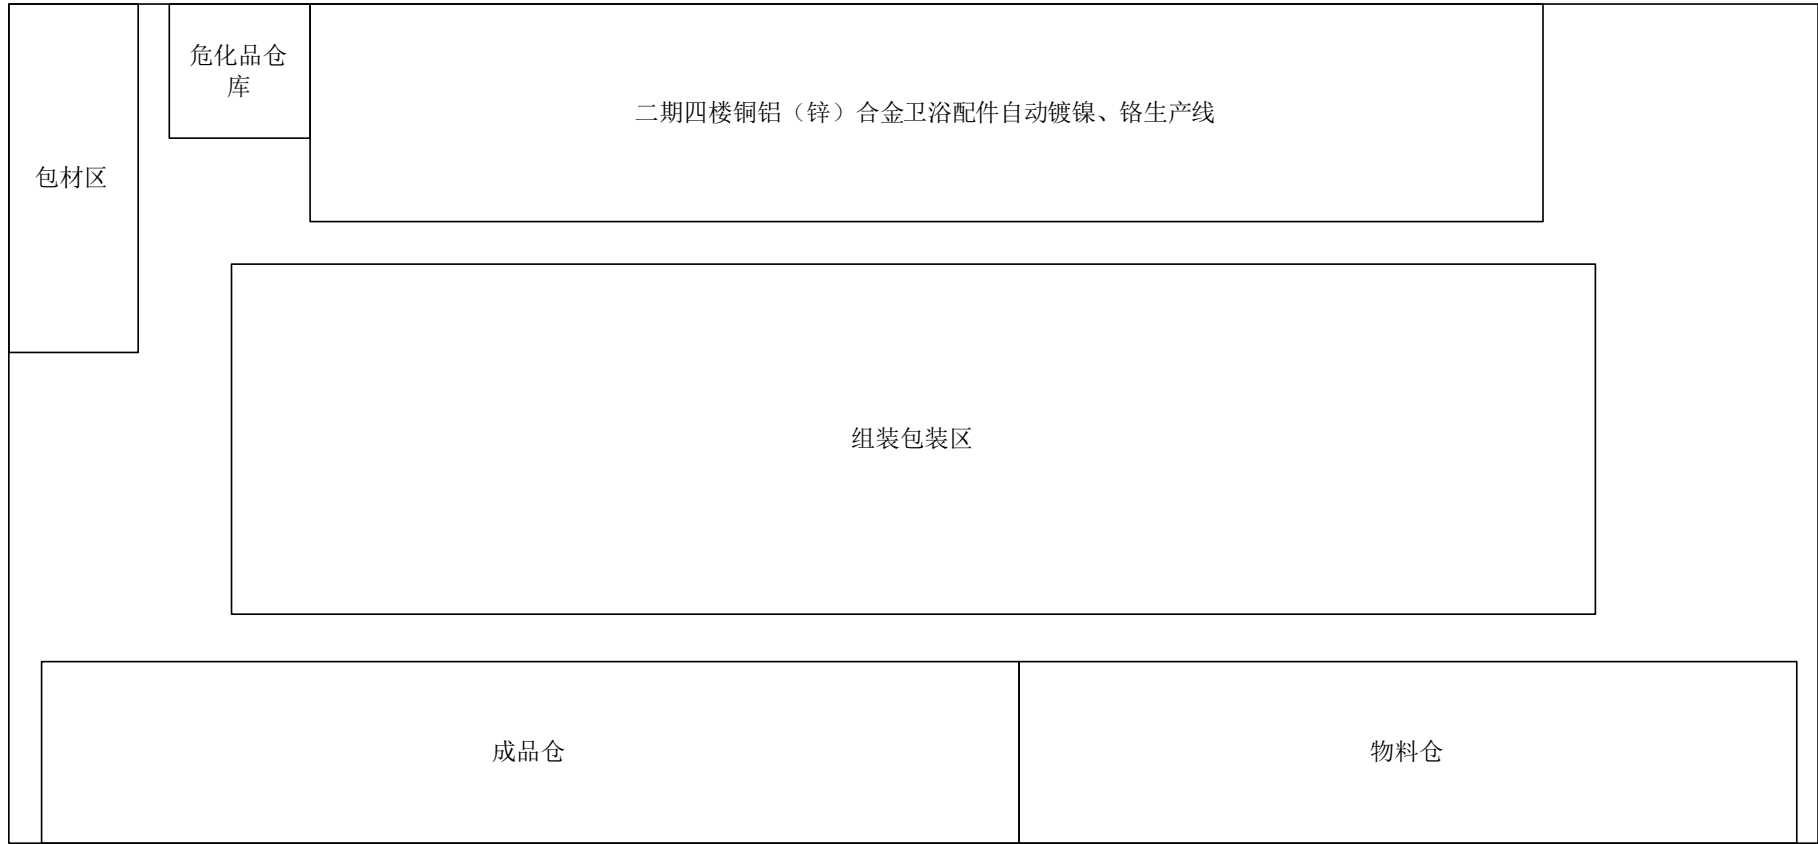 危化品仓
库
二期四楼铜铝（锌）合金卫浴配件自动镀镍、铬生产线
包材区
组装包装区
成品仓
物料仓